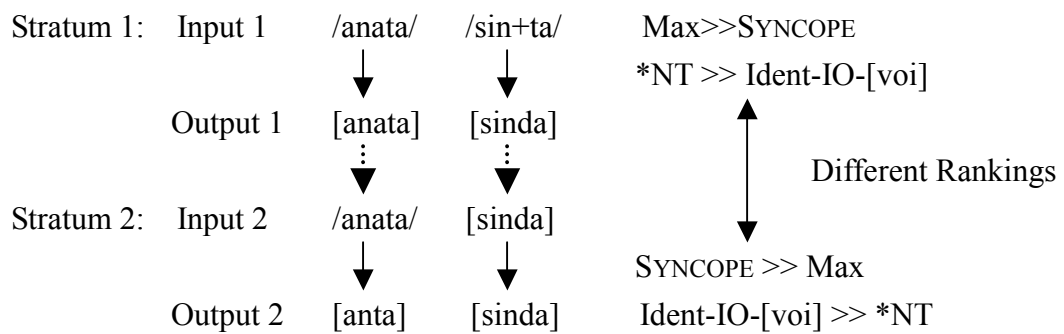 Stratum 1: Input 1 /anata/ /sin+ta/ Max>>SYNCOPE
*NT >> Ident-IO-[voi]
Output 1 [anata] [sinda]
Different Rankings
Stratum 2: Input 2 /anata/ [sinda]
SYNCOPE >> Max
Output 2 [anta] [sinda] Ident-IO-[voi] >> *NT